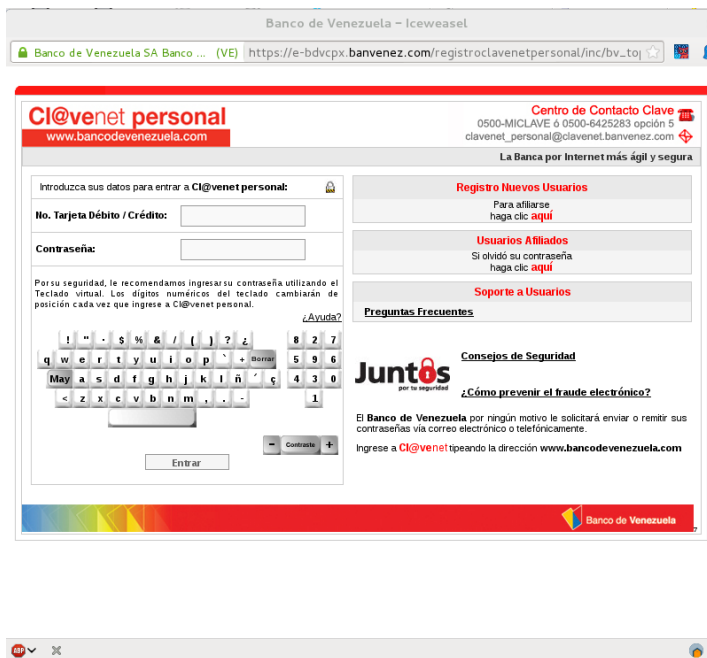 Banco de Venezuela - Iceweasel
Banco de Venezuela SA Banco ... (VE) https://e-bdvcpx.banvenez.com/registroclavenetpersonal/inc/bv_to
Cl@venet personal
www.bancodevenezuela.com
Centro de Contacto Clave
0500-MICLAVE ó 0500-6425283 opción 5
clavenet_personal@clavenet.banvenez.com
La Banca por Internet más ágil y segura
Introduzca sus datos para entrar a Cl@venet personal:
No. Tarjeta Débito / Crédito:
Contraseña:
Por su seguridad, le recomendamos ingresar su contraseña utilizando el
Teclado virtual. Los dígitos numéricos del teclado cambiarán de
posición cada vez que ingrese a Cl@venet personal.
¿Ayuda?
! " · $ % & / ( ) ? ¿ 8 2 7
q w e r t y u i o p ` + Borrar 5 9 6
May a s d f g h j k l ñ ´ ç 4 3 0
< z x c v b n m , . - 1
- Contraste +
Entrar
Registro Nuevos Usuarios
Para afiliarse
haga clic aquí
Usuarios Afiliados
Si olvidó su contraseña
haga clic aquí
Soporte a Usuarios
Preguntas Frecuentes
Juntos
por tu seguridad
Consejos de Seguridad
¿Cómo prevenir el fraude electrónico?
El Banco de Venezuela por ningún motivo le solicitará enviar o remitir sus
contraseñas vía correo electrónico o telefónicamente.
Ingrese a Cl@venet tipeando la dirección www.bancodevenezuela.com
Banco de Venezuela
ABP